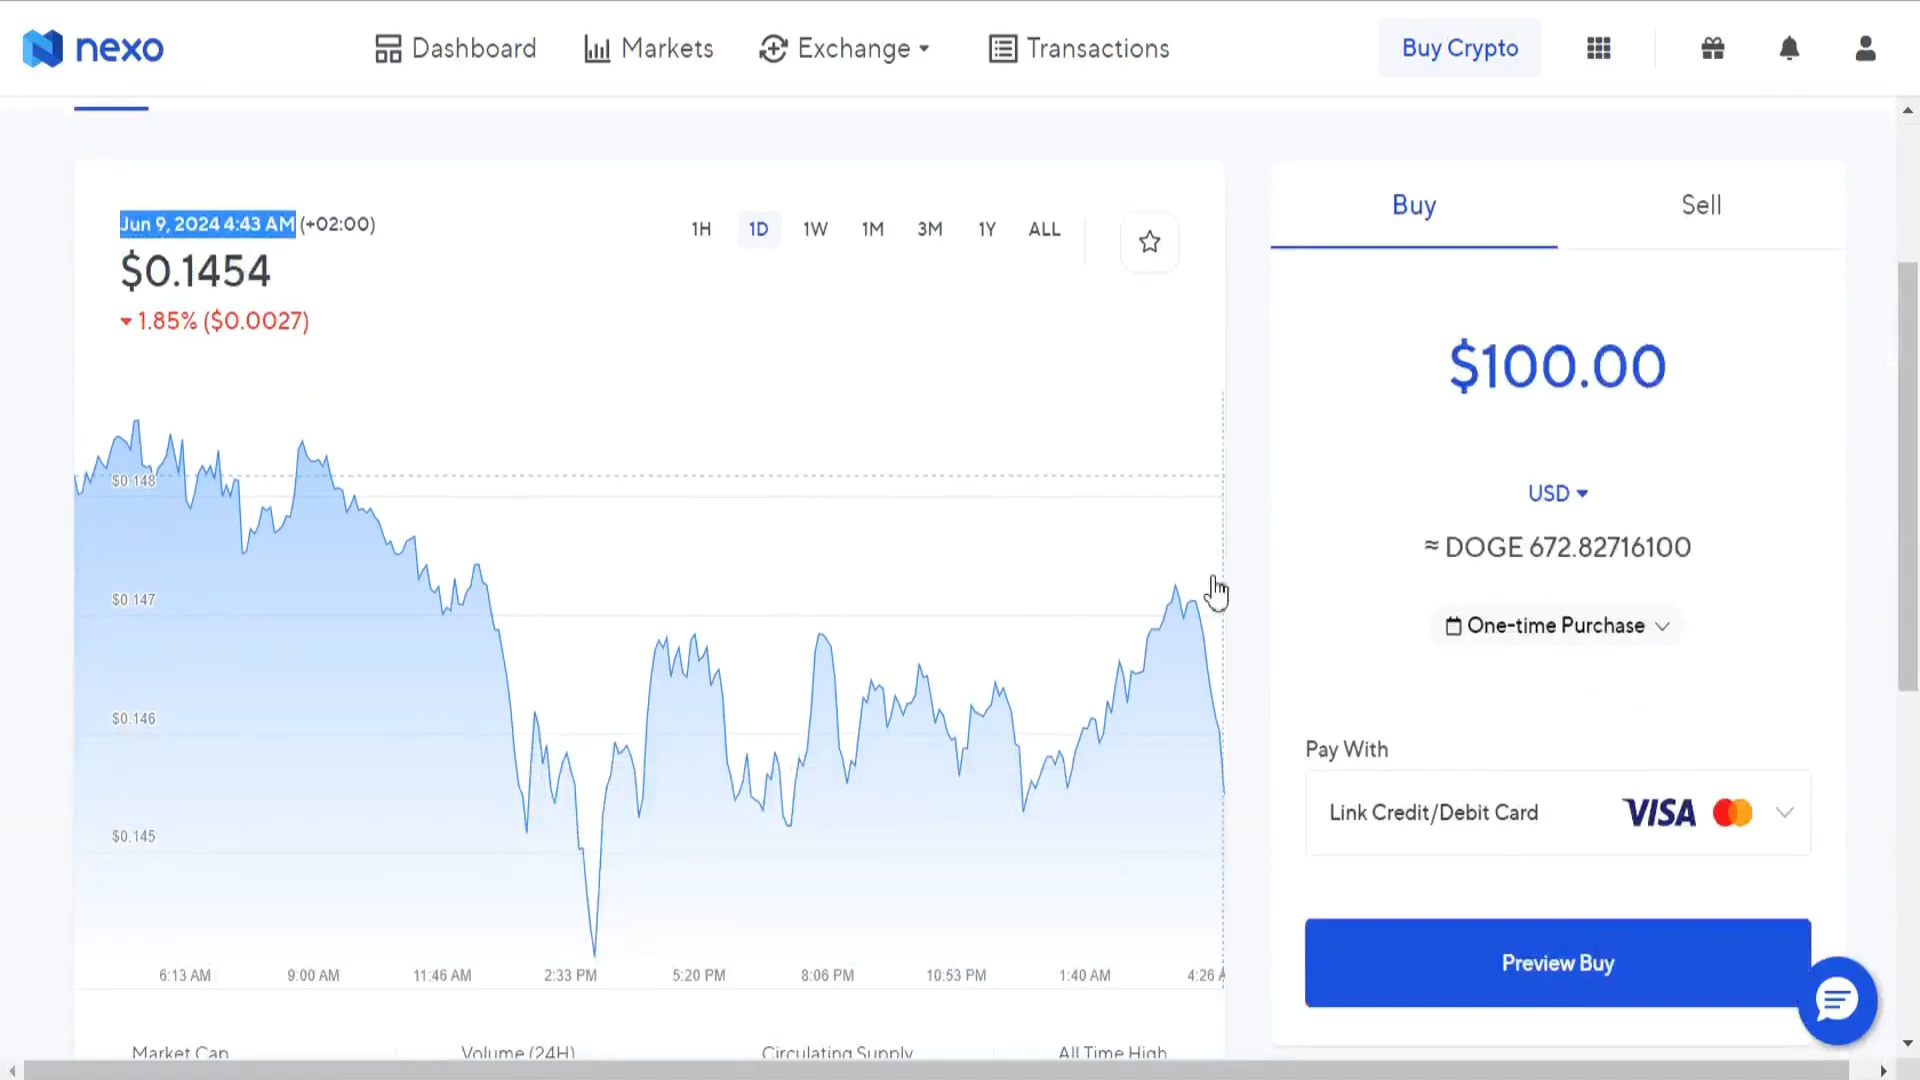 nexo
Dashboard
Markets
Exchange
Transactions
Buy Crypto
Jun 9, 2024 4:43 AM (+02:00)
$0.1454
1.85% ($0.0027)
1H 1D 1W 1M 3M 1Y ALL
$0.148
$0.147
$0.146
$0.145
6:13 AM 9:00 AM 11:46 AM 2:33 PM 5:20 PM 8:06 PM 10:53 PM 1:40 AM 4:26 A
Market Cap Volume (24H) Circulating Supply All Time High
Buy
Sell
$100.00
USD
≈ DOGE 672.82716100
One-time Purchase
Pay With
Link Credit/Debit Card VISA
Preview Buy